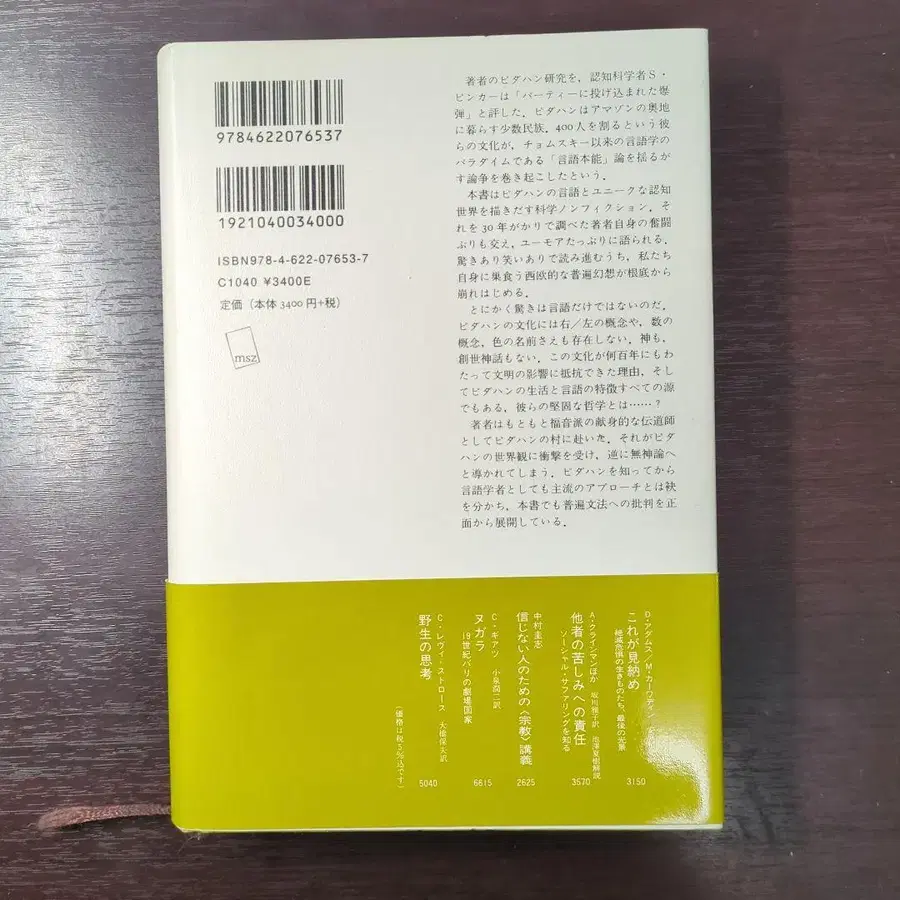 9784622076537
1921040034000
ISBN978-4-622-07653-7
C1040 ¥3400E
定価（本体 3400 円+税）
msz
著者のピダハン研究を，認知科学者S・
ピンカーは「パーティーに投げ込まれた爆
弾」と評した．ピダハンはアマゾンの奥地
に暮らす少数民族．400人を割るという彼
らの文化が，チョムスキー以来の言語学の
パラダイムである「言語本能」論を揺るが
す論争を巻き起こしたという．
本書はピダハンの言語とユニークな認知
世界を描きだす科学ノンフィクション．そ
れを30年がかりで調べた著者自身の奮闘
ぶりも交え，ユーモアたっぷりに語られる．
驚きあり笑いありで読み進むうち，私たち
自身に巣食う西欧的な普遍幻想が根底から
崩れはじめる．
とにかく驚きは言語だけではないのだ．
ピダハンの文化には右／左の概念や，数の
概念，色の名前さえも存在しない．神も，
創世神話もない．この文化が何百年にもわ
たって文明の影響に抵抗できた理由，そし
てピダハンの生活と言語の特徴すべての源
でもある，彼らの堅固な哲学とは……？
著者はもともと福音派の献身的な伝道師
としてピダハンの村に赴いた．それがピダ
ハンの世界観に衝撃を受け，逆に無神論へ
と導かれてしまう．ピダハンを知ってから
言語学者としても主流のアプローチとは袂
を分かち，本書でも普遍文法への批判を正
面から展開している．
D・アダムス／M・カーワディン
これが見納め
絶滅危惧の生きものたち、最後の光景
3150
A・クラインマンほか 坂川雅子訳 池澤夏樹解説
他者の苦しみへの責任
ソーシャル・サファリングを知る
3570
中村圭志
信じない人のための〈宗教〉講義
2625
C・ギアツ 小泉潤二訳
ヌガラ
19世紀バリの劇場国家
6615
C・レヴィ＝ストロース 大橋保夫訳
野生の思考
5040
（価格は税5%込です）